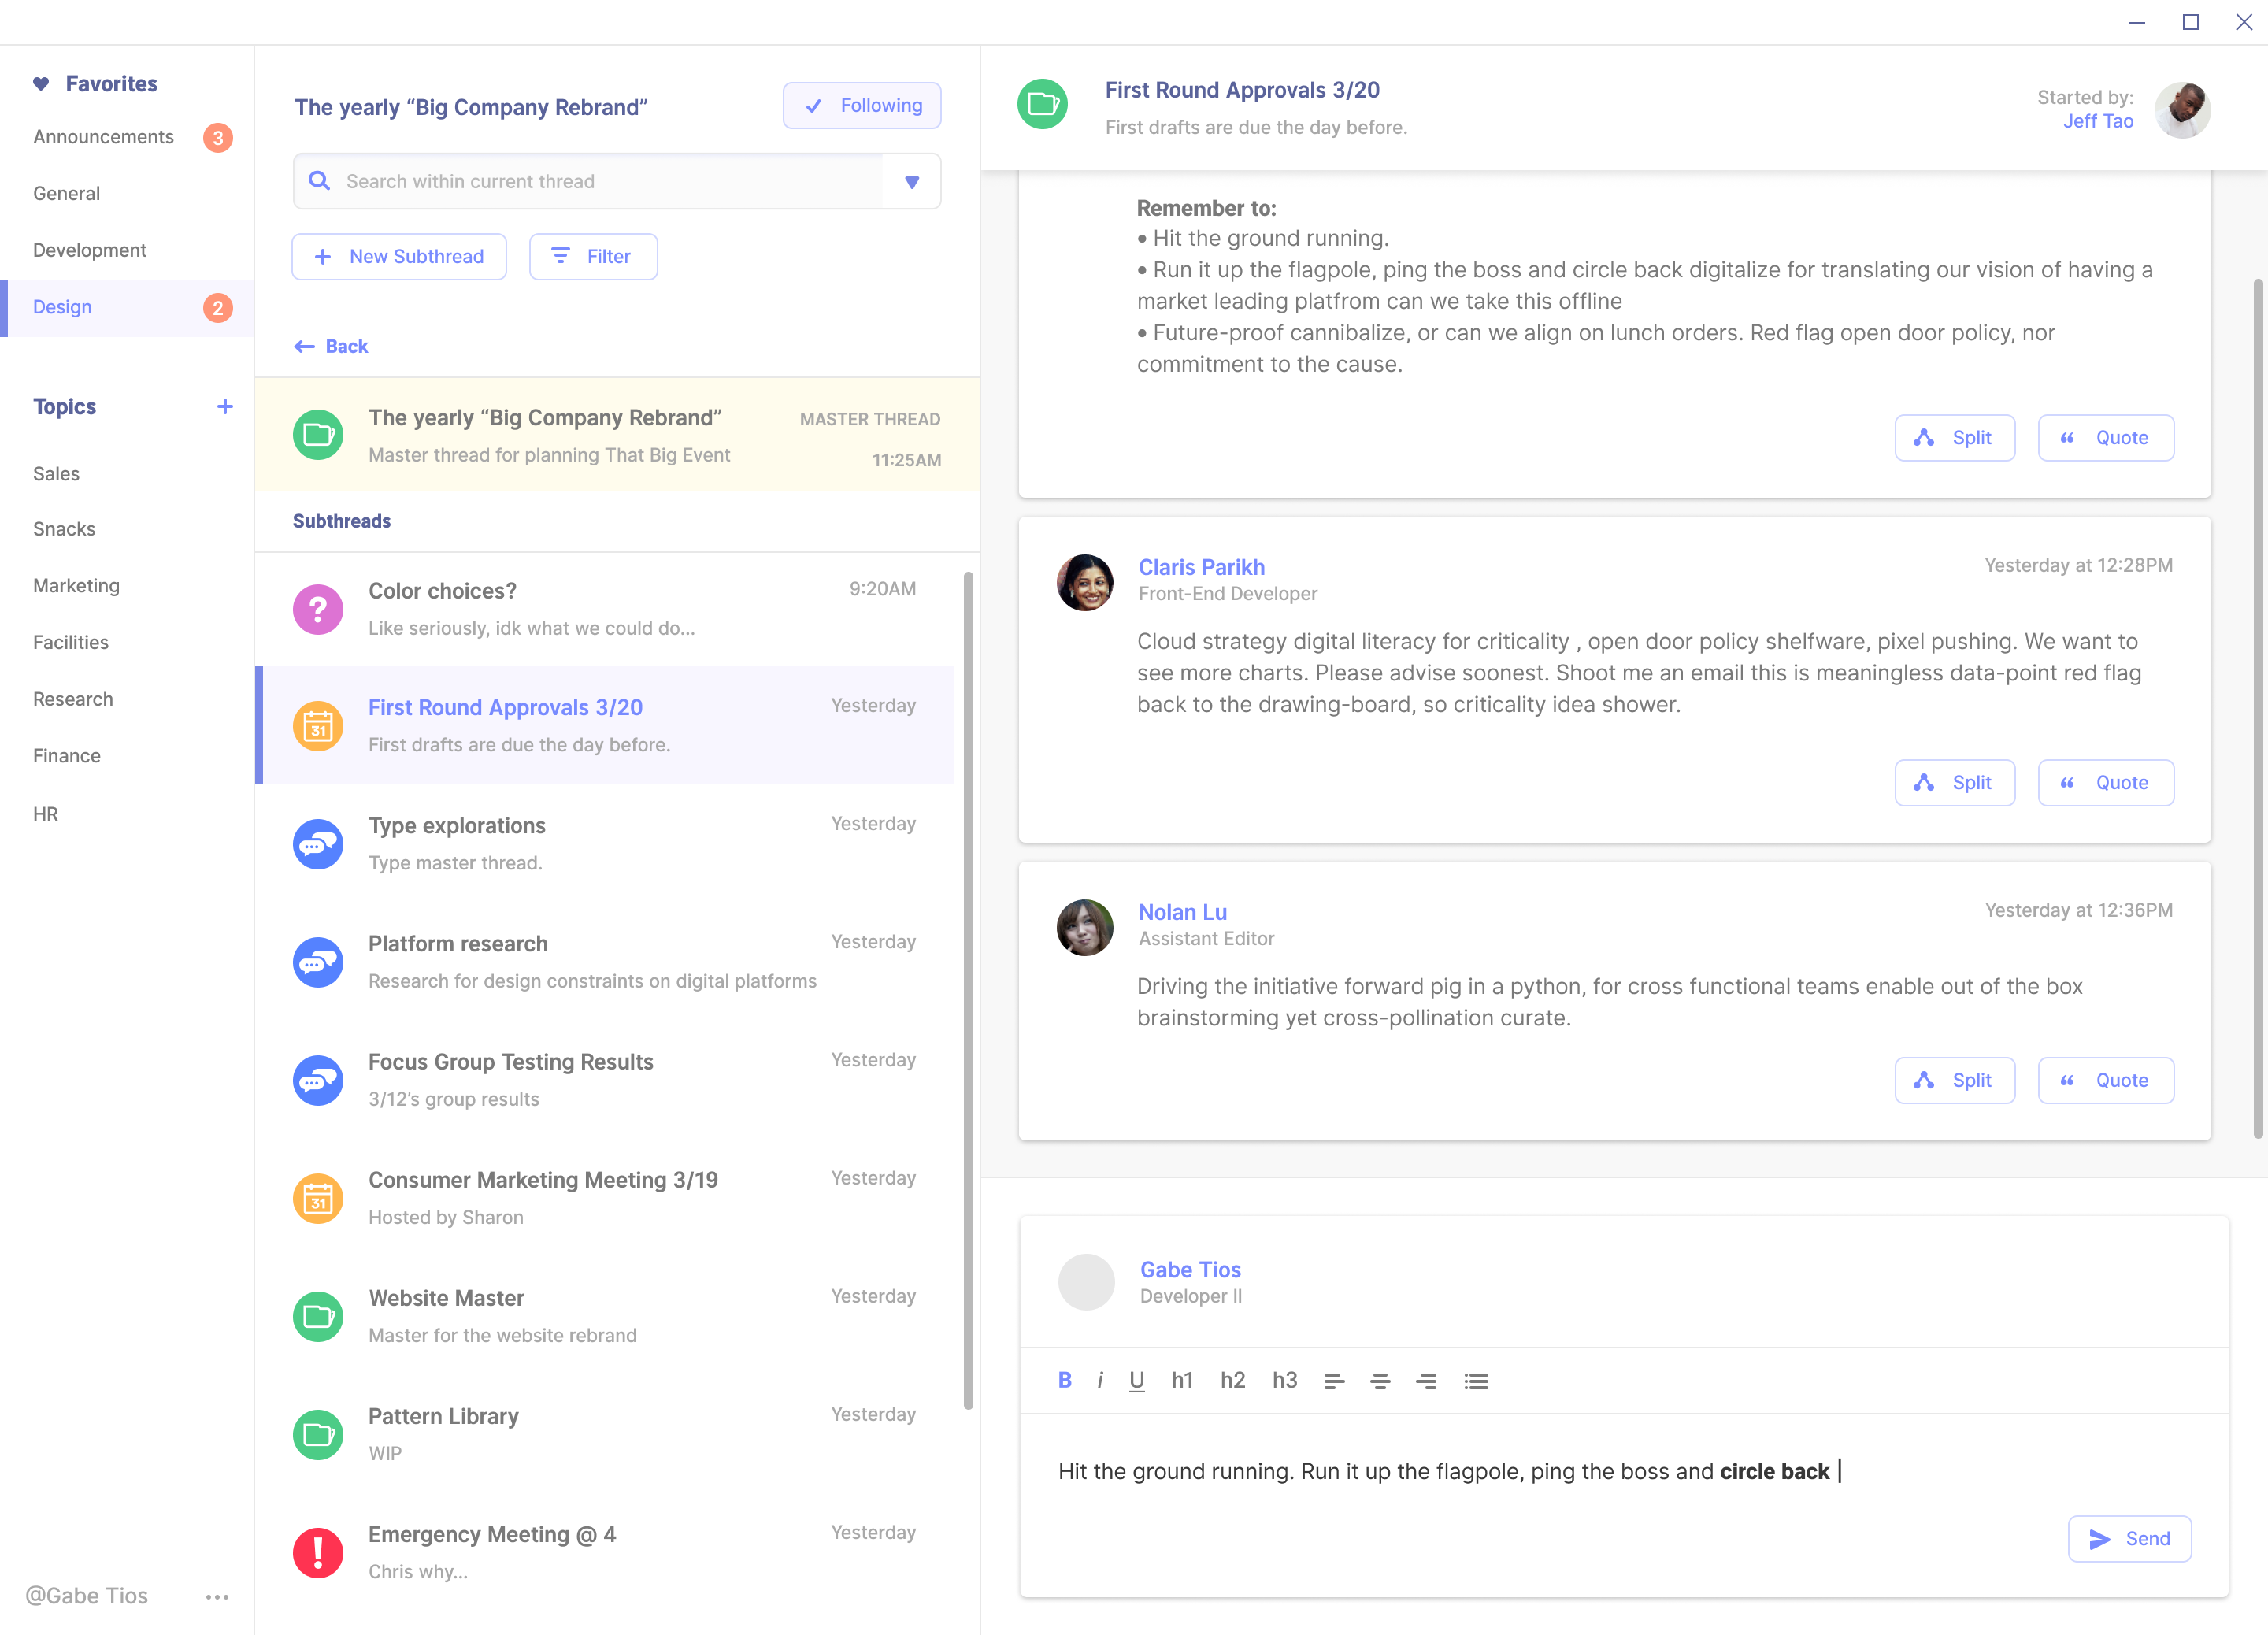 Favorites
Announcements 3
General
Development
Design 2
Topics +
Sales
Snacks
Marketing
Facilities
Research
Finance
HR
@Gabe Tios
The yearly “Big Company Rebrand”
Following
Search within current thread
+ New Subthread
Filter
← Back
The yearly “Big Company Rebrand”
MASTER THREAD
Master thread for planning That Big Event
11:25AM
Subthreads
?
Color choices?
9:20AM
Like seriously, idk what we could do...
31
First Round Approvals 3/20
Yesterday
First drafts are due the day before.
Type explorations
Yesterday
Type master thread.
Platform research
Yesterday
Research for design constraints on digital platforms
Focus Group Testing Results
Yesterday
3/12’s group results
31
Consumer Marketing Meeting 3/19
Yesterday
Hosted by Sharon
Website Master
Yesterday
Master for the website rebrand
Pattern Library
Yesterday
WIP
!
Emergency Meeting @ 4
Yesterday
Chris why...
First Round Approvals 3/20
First drafts are due the day before.
Started by:
Jeff Tao
Remember to:
• Hit the ground running.
• Run it up the flagpole, ping the boss and circle back digitalize for translating our vision of having a
market leading platfrom can we take this offline
• Future-proof cannibalize, or can we align on lunch orders. Red flag open door policy, nor
commitment to the cause.
Split
“ Quote
Claris Parikh
Yesterday at 12:28PM
Front-End Developer
Cloud strategy digital literacy for criticality , open door policy shelfware, pixel pushing. We want to
see more charts. Please advise soonest. Shoot me an email this is meaningless data-point red flag
back to the drawing-board, so criticality idea shower.
Split
“ Quote
Nolan Lu
Yesterday at 12:36PM
Assistant Editor
Driving the initiative forward pig in a python, for cross functional teams enable out of the box
brainstorming yet cross-pollination curate.
Split
“ Quote
Gabe Tios
Developer II
B i U h1 h2 h3
Hit the ground running. Run it up the flagpole, ping the boss and circle back
Send